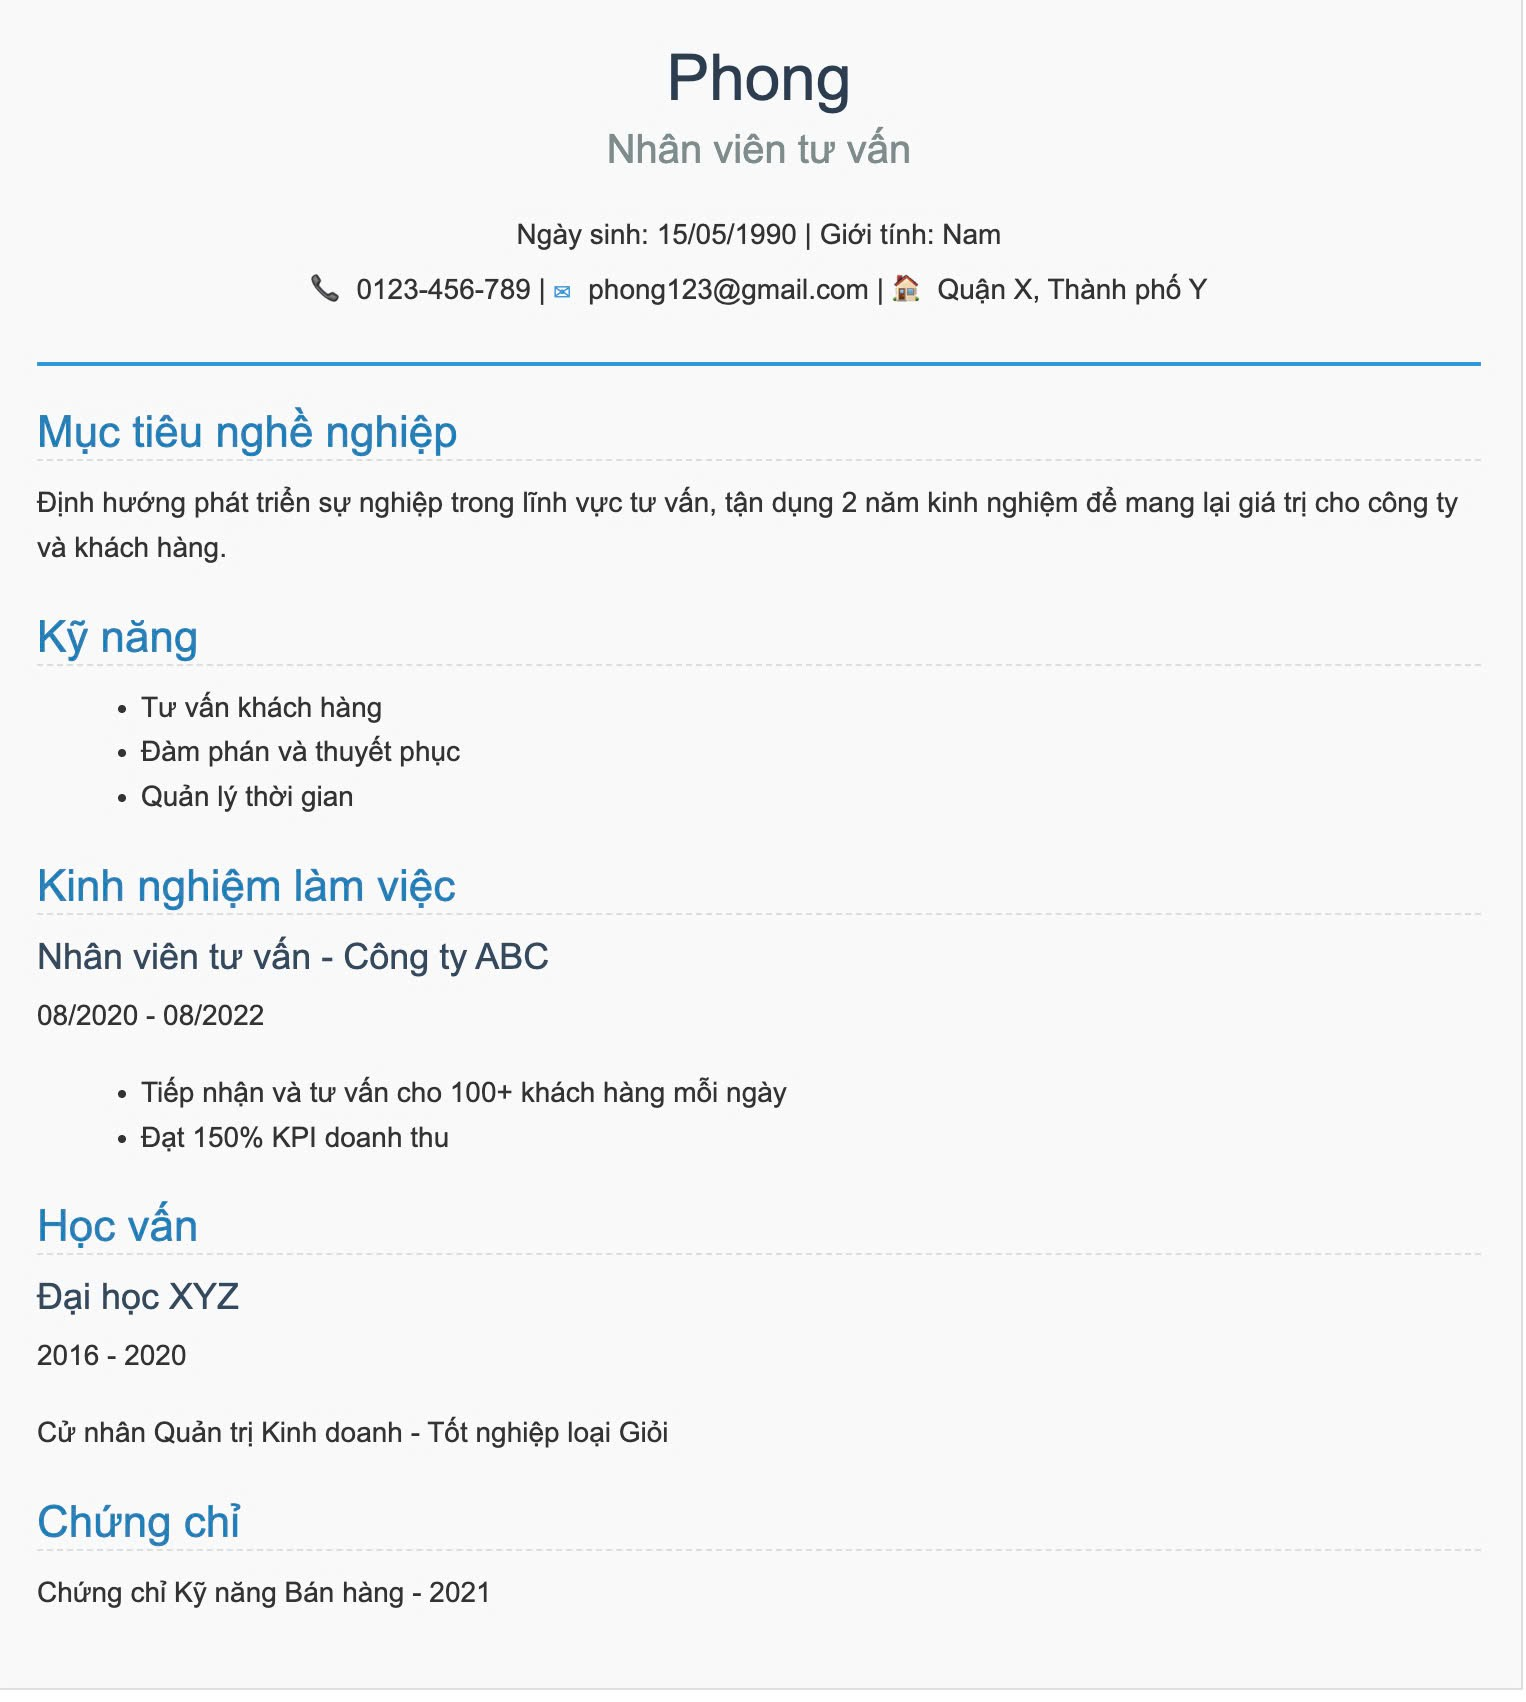 Phong
Nhân viên tư vấn
Ngày sinh: 15/05/1990 | Giới tính: Nam
0123-456-789 | phong123@gmail.com | Quận X, Thành phố Y
Mục tiêu nghề nghiệp
Định hướng phát triển sự nghiệp trong lĩnh vực tư vấn, tận dụng 2 năm kinh nghiệm để mang lại giá trị cho công ty
và khách hàng.
Kỹ năng
• Tư vấn khách hàng
• Đàm phán và thuyết phục
• Quản lý thời gian
Kinh nghiệm làm việc
Nhân viên tư vấn - Công ty ABC
08/2020 - 08/2022
• Tiếp nhận và tư vấn cho 100+ khách hàng mỗi ngày
• Đạt 150% KPI doanh thu
Học vấn
Đại học XYZ
2016 - 2020
Cử nhân Quản trị Kinh doanh - Tốt nghiệp loại Giỏi
Chứng chỉ
Chứng chỉ Kỹ năng Bán hàng - 2021